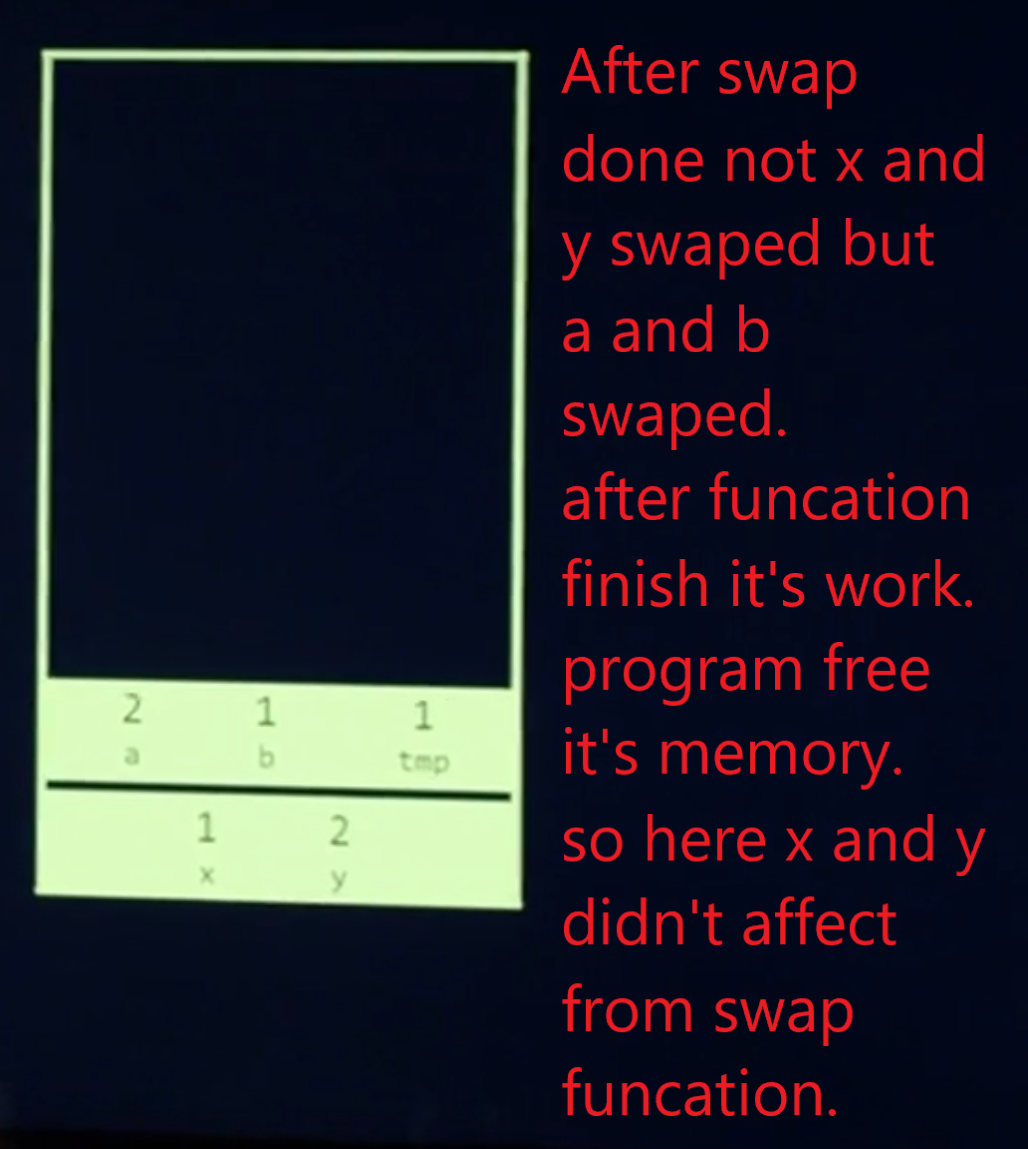 After swap
done not x and
y swaped but
a and b
swaped.
after funcation
finish it's work.
program free
it's memory.
so here x and y
didn't affect
from swap
funcation.
2 1 1
a b tmp
1 2
x y